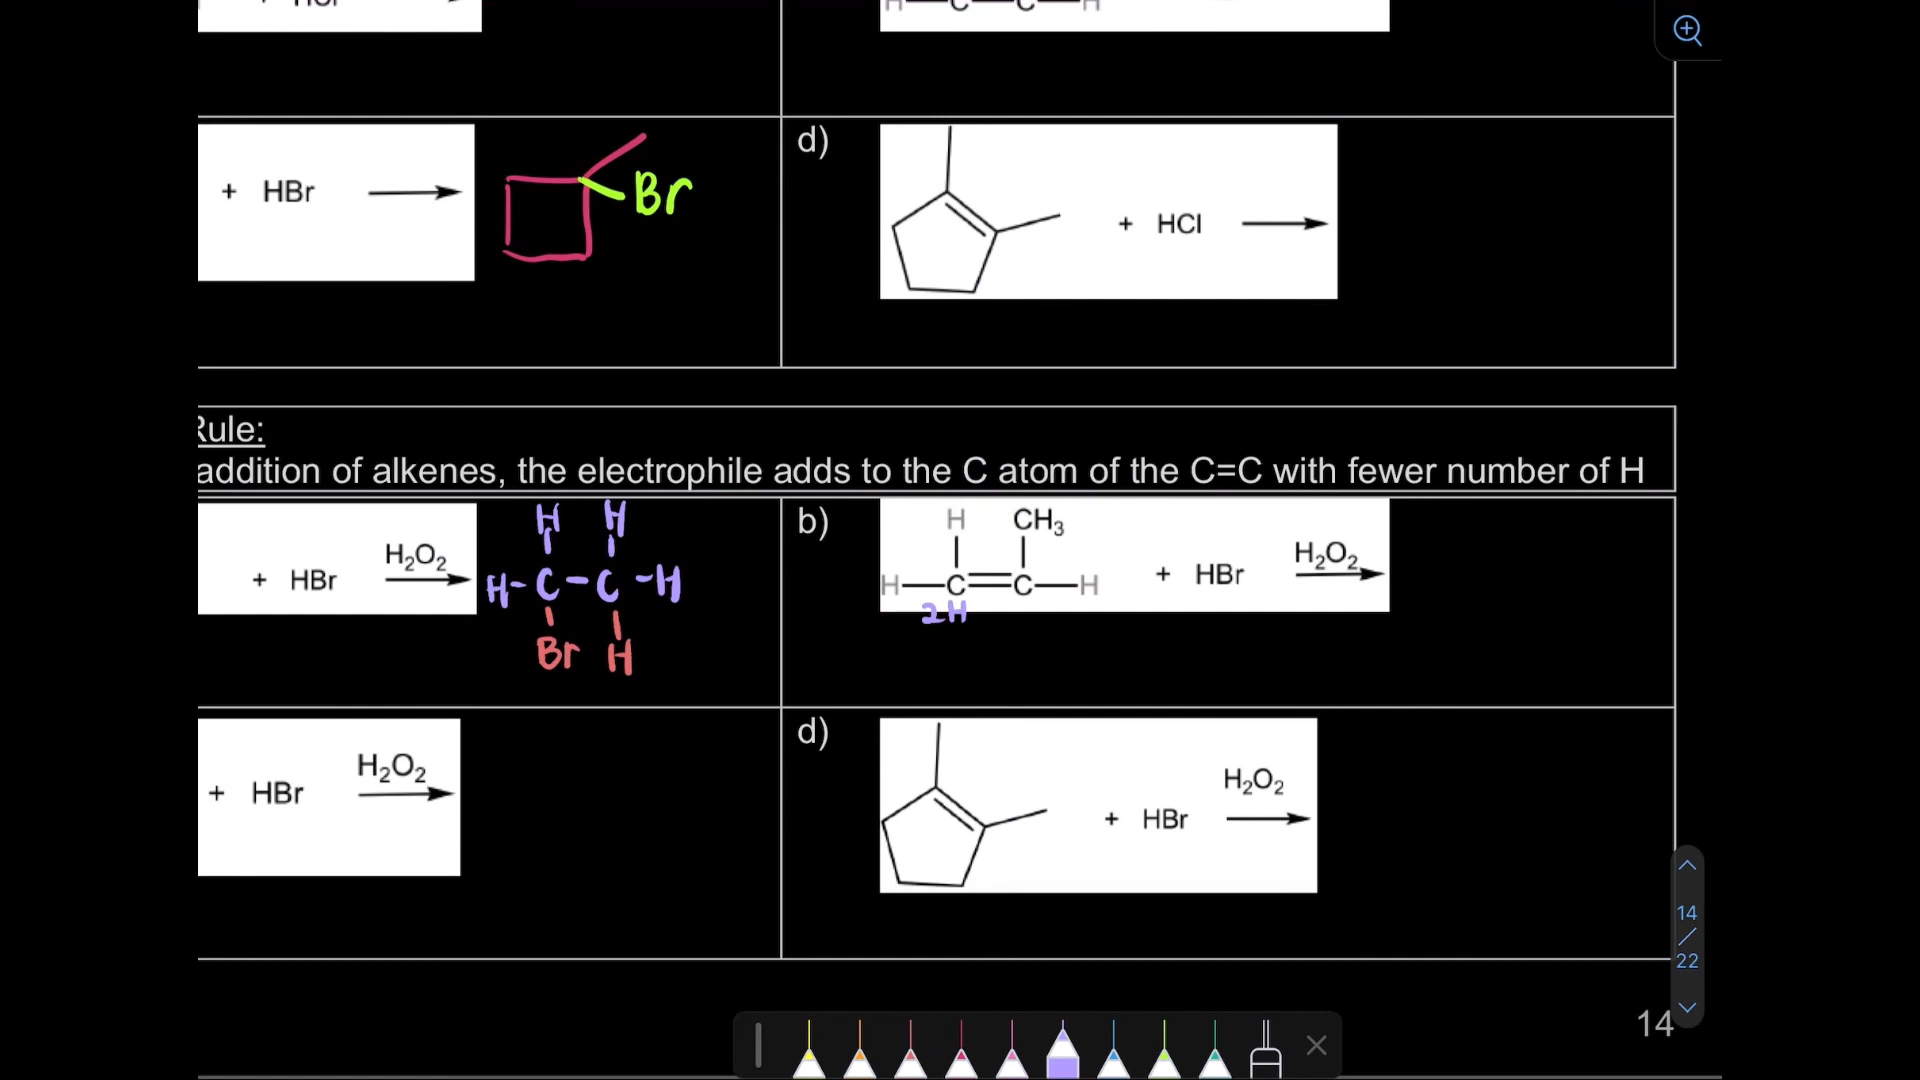 + HBr
Br
d)
+ HCl
Rule:
addition of alkenes, the electrophile adds to the C atom of the C=C with fewer number of H
+ HBr H₂O₂
H H
H-C-C-H
Br H
b)
H CH₃
H—C=C—H
2H
+ HBr H₂O₂
+ HBr H₂O₂
d)
+ HBr H₂O₂
14
/
22
14